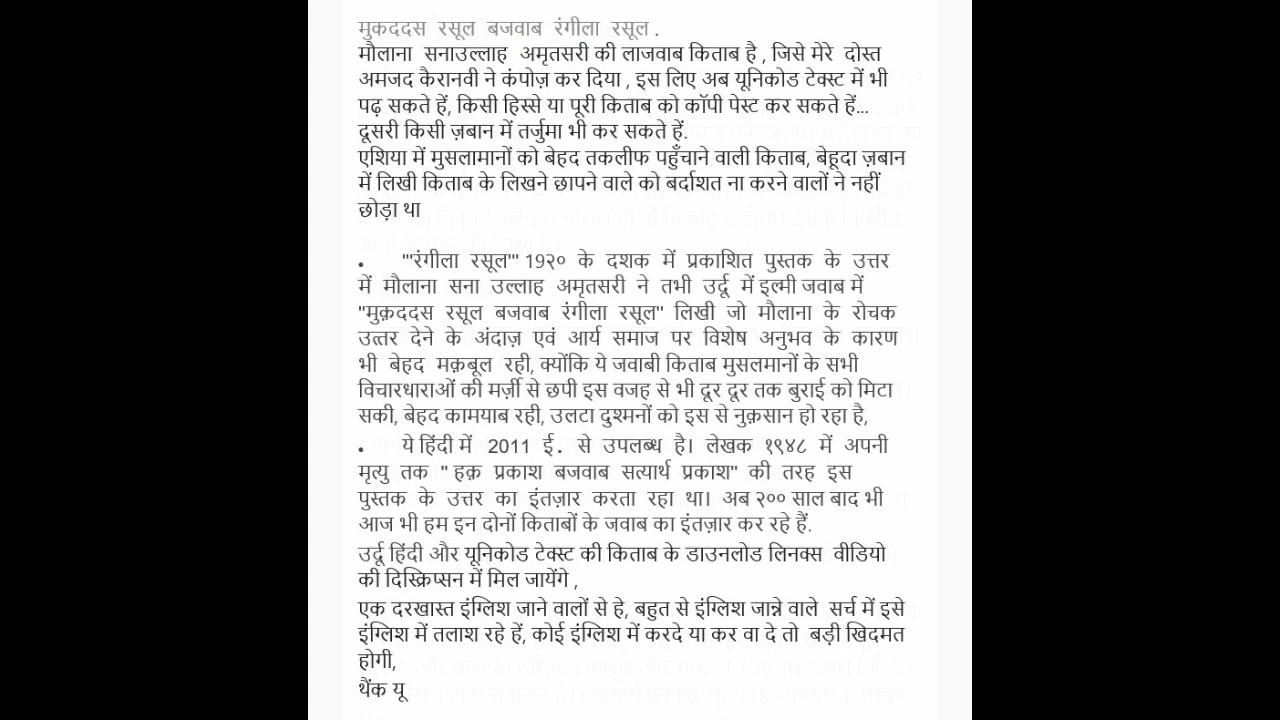 मुकददस रसूल बजवाब रंगीला रसूल .
मौलाना सनाउल्लाह अमृतसरी की लाजवाब किताब है , जिसे मेरे दोस्त
अमजद कैरानवी ने कंपोज़ कर दिया , इस लिए अब यूनिकोड टेक्स्ट में भी
पढ़ सकते हें, किसी हिस्से या पूरी किताब को कॉपी पेस्ट कर सकते हें...
दूसरी किसी ज़बान में तर्जुमा भी कर सकते हें.
एशिया में मुसलामानों को बेहद तकलीफ पहुँचाने वाली किताब, बेहूदा ज़बान
में लिखी किताब के लिखने छापने वाले को बर्दाशत ना करने वालों ने नहीं
छोड़ा था
• '''रंगीला रसूल''' 19२० के दशक में प्रकाशित पुस्तक के उत्तर
में मौलाना सना उल्लाह अमृतसरी ने तभी उर्दू में इल्मी जवाब में
''मुक़ददस रसूल बजवाब रंगीला रसूल'' लिखी जो मौलाना के रोचक
उत्तर देने के अंदाज़ एवं आर्य समाज पर विशेष अनुभव के कारण
भी बेहद मक़बूल रही, क्योंकि ये जवाबी किताब मुसलमानों के सभी
विचारधाराओं की मर्ज़ी से छपी इस वजह से भी दूर दूर तक बुराई को मिटा
सकी, बेहद कामयाब रही, उलटा दुश्मनों को इस से नुक़सान हो रहा है,
• ये हिंदी में 2011 ई. से उपलब्ध है। लेखक १९४८ में अपनी
मृत्यु तक '' हक़ प्रकाश बजवाब सत्यार्थ प्रकाश'' की तरह इस
पुस्तक के उत्तर का इंतज़ार करता रहा था। अब २०० साल बाद भी
आज भी हम इन दोनों किताबों के जवाब का इंतज़ार कर रहे हैं.
उर्दू हिंदी और यूनिकोड टेक्स्ट की किताब के डाउनलोड लिनक्स वीडियो
की दिस्क्रिप्सन में मिल जायेंगे ,
एक दरखास्त इंग्लिश जाने वालों से हे, बहुत से इंग्लिश जान्ने वाले सर्च में इसे
इंग्लिश में तलाश रहे हें, कोई इंग्लिश में करदे या कर वा दे तो बड़ी खिदमत
होगी,
थैंक यू